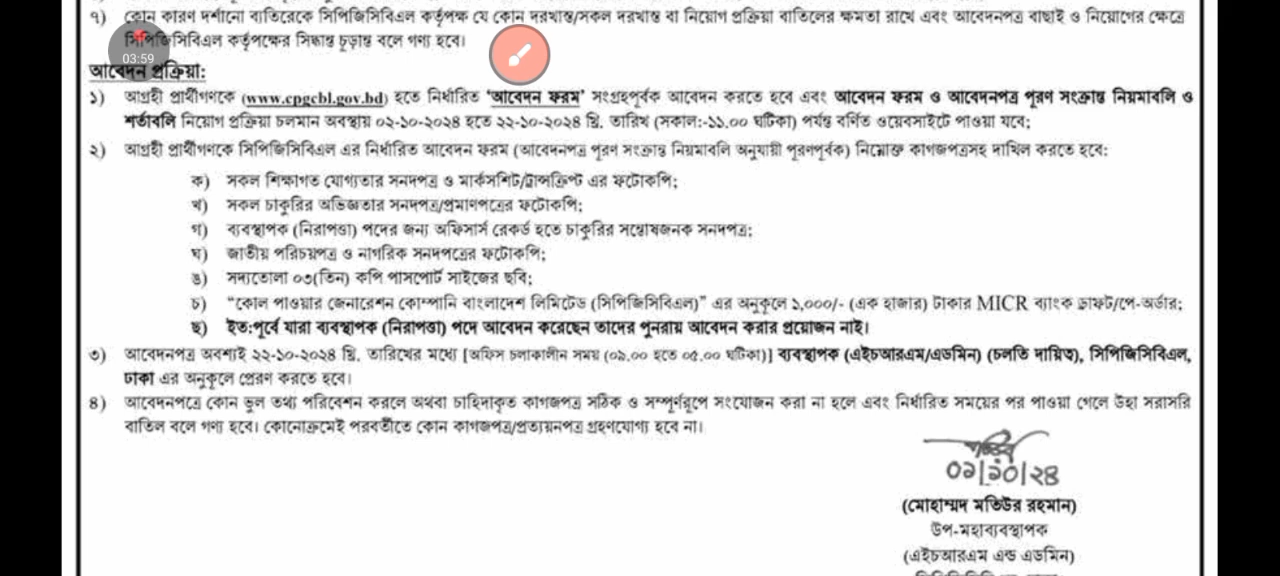 ৭) কোন কারণ দর্শানো ব্যতিরেকে সিপিজিসিবিএল কর্তৃপক্ষ যে কোন দরখাস্ত/সকল দরখাস্ত বা নিয়োগ প্রক্রিয়া বাতিলের ক্ষমতা রাখে এবং আবেদনপত্র বাছাই ও নিয়োগের ক্ষেত্রে
সিপিজিসিবিএল কর্তৃপক্ষের সিদ্ধান্ত চূড়ান্ত বলে গণ্য হবে।
03:59
আবেদন প্রক্রিয়া:
১) আগ্রহী প্রার্থীগণকে (www.cpgcbl.gov.bd) হতে নির্ধারিত ‘আবেদন ফরম’ সংগ্রহপূর্বক আবেদন করতে হবে এবং আবেদন ফরম ও আবেদনপত্র পূরণ সংক্রান্ত নিয়মাবলি ও
শর্তাবলি নিয়োগ প্রক্রিয়া চলমান অবস্থায় ০২-১০-২০২৪ হতে ২২-১০-২০২৪ খ্রি. তারিখ (সকাল:-১১.০০ ঘটিকা) পর্যন্ত বর্ণিত ওয়েবসাইটে পাওয়া যবে;
২) আগ্রহী প্রার্থীগণকে সিপিজিসিবিএল এর নির্ধারিত আবেদন ফরম (আবেদনপত্র পূরণ সংক্রান্ত নিয়মাবলি অনুযায়ী পূরণপূর্বক) নিম্নোক্ত কাগজপত্রসহ দাখিল করতে হবে:
ক) সকল শিক্ষাগত যোগ্যতার সনদপত্র ও মার্কসশিট/ট্রান্সক্রিপ্ট এর ফটোকপি;
খ) সকল চাকুরির অভিজ্ঞতার সনদপত্র/প্রমাণপত্রের ফটোকপি;
গ) ব্যবস্থাপক (নিরাপত্তা) পদের জন্য অফিসার্স রেকর্ড হতে চাকুরির সন্তোষজনক সনদপত্র;
ঘ) জাতীয় পরিচয়পত্র ও নাগরিক সনদপত্রের ফটোকপি;
ঙ) সদ্যতোলা ০৩(তিন) কপি পাসপোর্ট সাইজের ছবি;
চ) “কোল পাওয়ার জেনারেশন কোম্পানি বাংলাদেশ লিমিটেড (সিপিজিসিবিএল)” এর অনুকূলে ১,০০০/- (এক হাজার) টাকার MICR ব্যাংক ড্রাফট/পে-অর্ডার;
ছ) ইত:পূর্বে যারা ব্যবস্থাপক (নিরাপত্তা) পদে আবেদন করেছেন তাদের পুনরায় আবেদন করার প্রয়োজন নাই।
৩) আবেদনপত্র অবশ্যই ২২-১০-২০২৪ খ্রি. তারিখের মধ্যে [অফিস চলাকালীন সময় (০৯.০০ হতে ০৫.০০ ঘটিকা)] ব্যবস্থাপক (এইচআরএম/এডমিন) (চলতি দায়িত্ব), সিপিজিসিবিএল,
ঢাকা এর অনুকূলে প্রেরণ করতে হবে।
৪) আবেদনপত্রে কোন ভুল তথ্য পরিবেশন করলে অথবা চাহিদাকৃত কাগজপত্র সঠিক ও সম্পূর্ণরূপে সংযোজন করা না হলে এবং নির্ধারিত সময়ের পর পাওয়া গেলে উহা সরাসরি
বাতিল বলে গণ্য হবে। কোনোক্রমেই পরবর্তীতে কোন কাগজপত্র/প্রত্যয়নপত্র গ্রহণযোগ্য হবে না।
০১/১০/২৪
(মোহাম্মদ মতিউর রহমান)
উপ-মহাব্যবস্থাপক
(এইচআরএম এন্ড এডমিন)